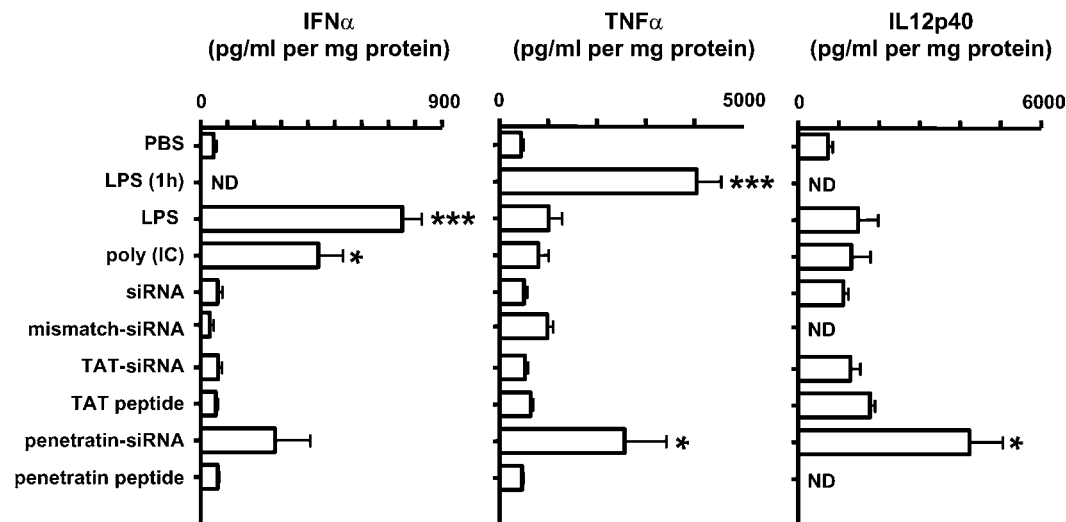 IFNα TNFα IL12p40
(pg/ml per mg protein) (pg/ml per mg protein) (pg/ml per mg protein)
0 900 0 5000 0 6000
PBS
LPS (1h) ND *** ND
LPS ***
poly (IC) *
siRNA
mismatch-siRNA ND
TAT-siRNA
TAT peptide
penetratin-siRNA * *
penetratin peptide ND